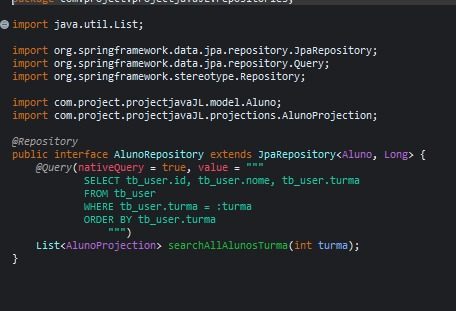 package com.project.projectjavaJL.repositories;
import java.util.List;
import org.springframework.data.jpa.repository.JpaRepository;
import org.springframework.data.jpa.repository.Query;
import org.springframework.stereotype.Repository;
import com.project.projectjavaJL.model.Aluno;
import com.project.projectjavaJL.projections.AlunoProjection;
@Repository
public interface AlunoRepository extends JpaRepository<Aluno, Long> {
@Query(nativeQuery = true, value = """
SELECT tb_user.id, tb_user.nome, tb_user.turma
FROM tb_user
WHERE tb_user.turma = :turma
ORDER BY tb_user.turma
""")
List<AlunoProjection> searchAllAlunosTurma(int turma);
}